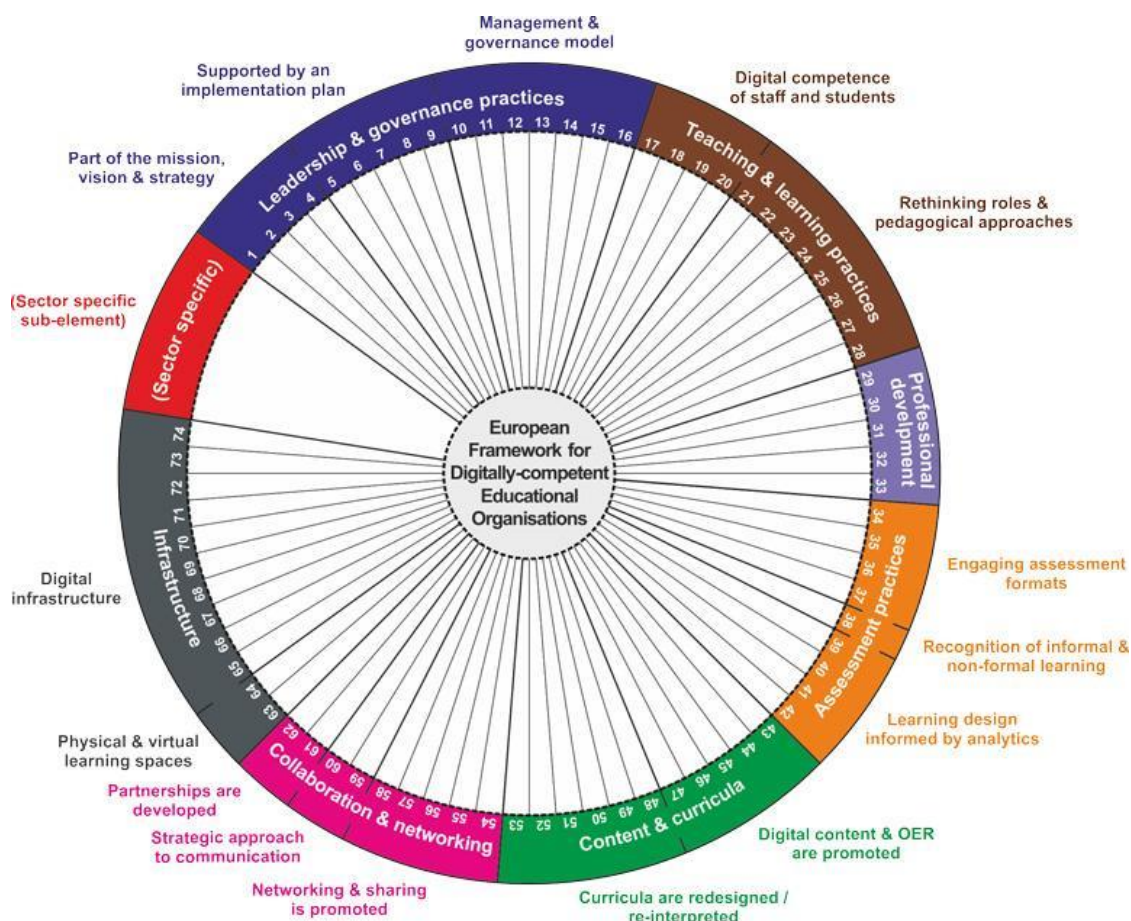 Management &
governance model
Supported by an
implementation plan
Digital competence
of staff and students
Part of the mission,
vision & strategy
Rethinking roles &
pedagogical approaches
(Sector specific
sub-element)
Digital
infrastructure
Engaging assessment
formats
Recognition of informal &
non-formal learning
Physical & virtual
learning spaces
Learning design
informed by analytics
Partnerships are
developed
Strategic approach
to communication
Networking & sharing
is promoted
Digital content & OER
are promoted
Curricula are redesigned /
re-interpreted
Leadership & governance practices
Teaching & learning practices
Professional
develpment
Assessment practices
Content & curricula
Collaboration & networking
Infrastructure
(Sector specific)
1 2 3 4 5 6 7 8 9 10 11 12 13 14 15 16
17 18 19 20 21 22 23 24 25 26 27 28
29 30 31 32 33
34 35 36 37 38 39 40 41 42
43 44 45 46 47 48 49 50 51 52 53
54 55 56 57 58 59 60 61 62
63 64 65 66 67 68 69 70 71 72 73 74
European
Framework for
Digitally-competent
Educational
Organisations